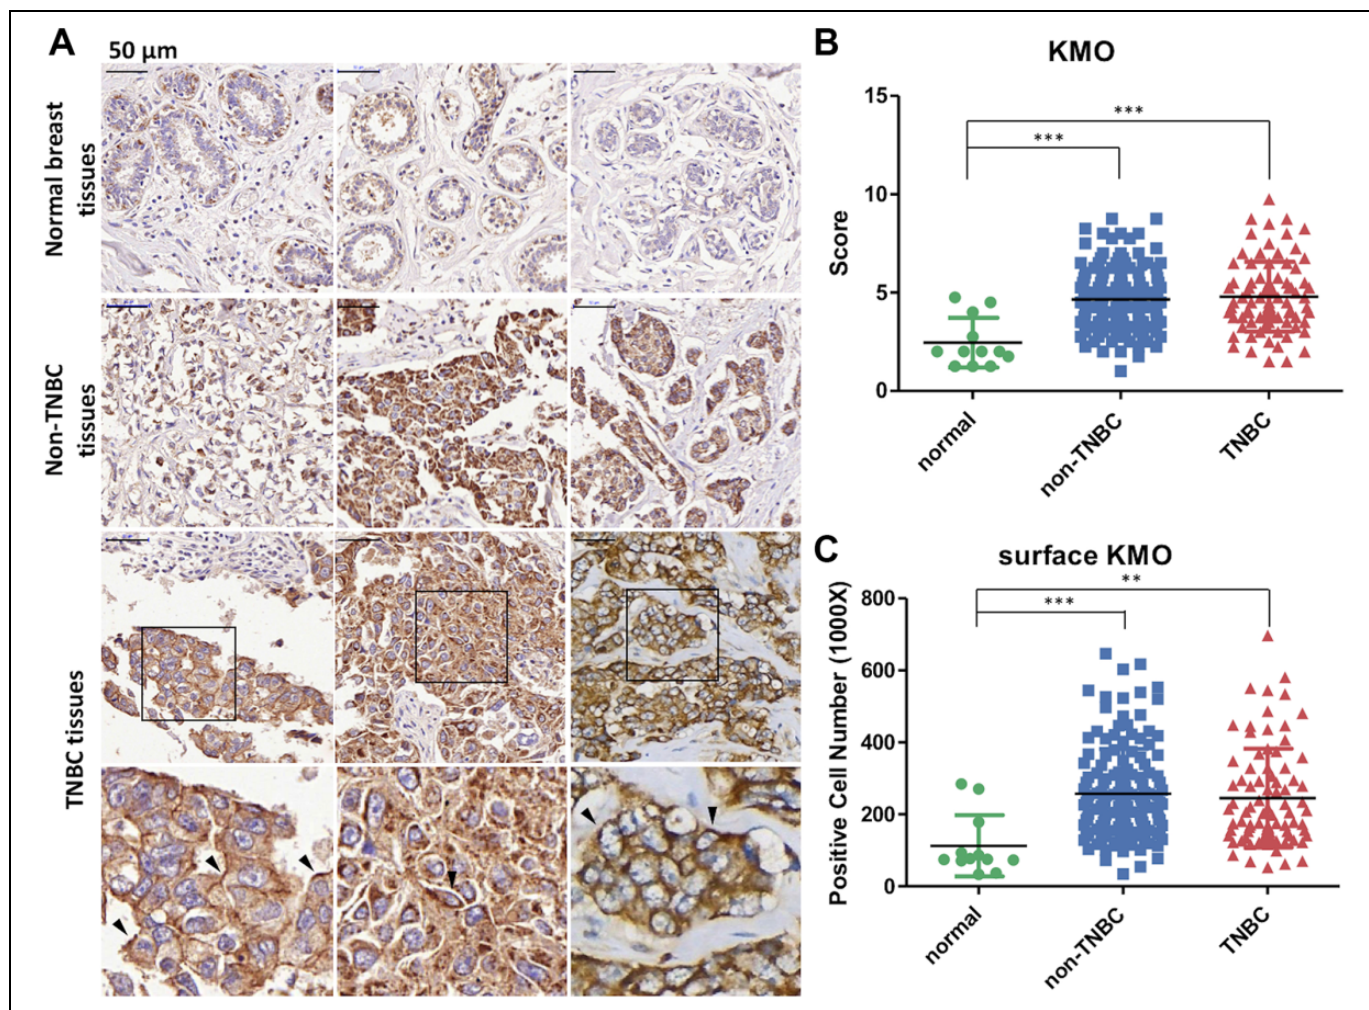 A
50 µm
Normal breast
tissues
Non-TNBC
tissues
TNBC tissues
B
KMO
***
***
Score
15
10
5
0
normal
non-TNBC
TNBC
C
surface KMO
**
***
Positive Cell Number (1000X)
800
600
400
200
0
normal
non-TNBC
TNBC